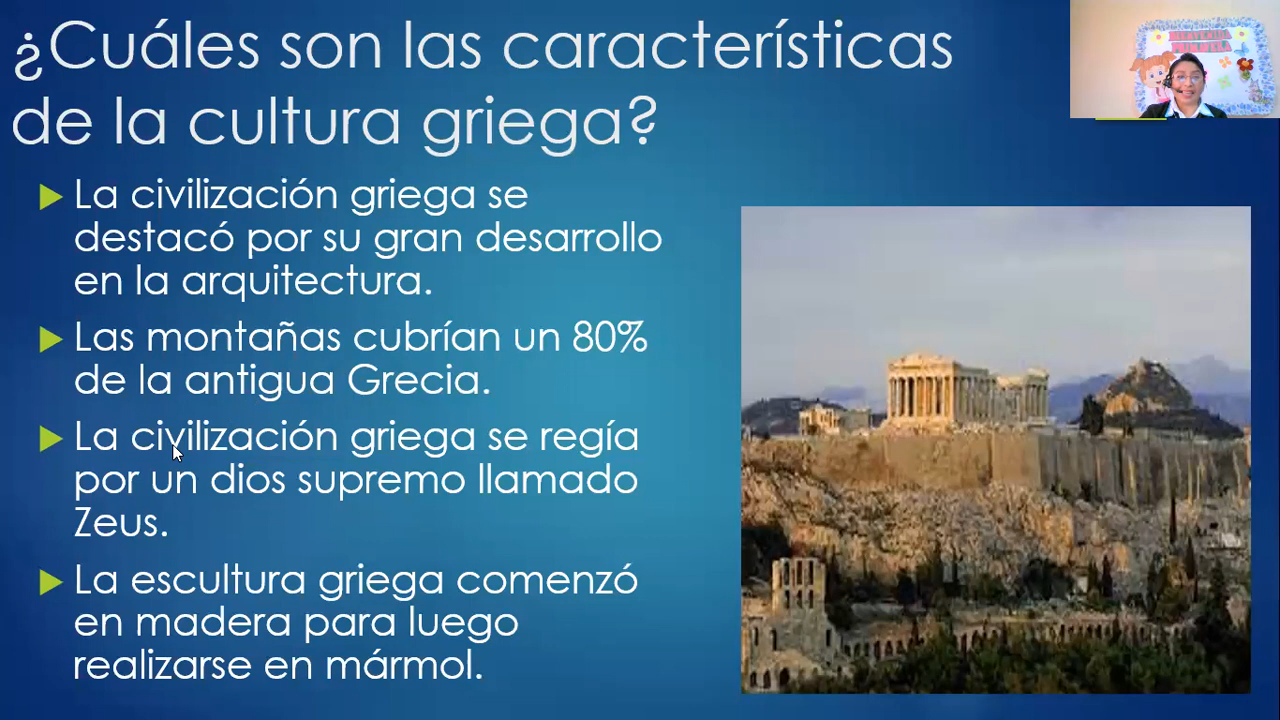 ¿Cuáles son las características
de la cultura griega?
BIENVENIDA
PRIMAVERA
La civilización griega se
destacó por su gran desarrollo
en la arquitectura.
Las montañas cubrían un 80%
de la antigua Grecia.
La civilización griega se regía
por un dios supremo llamado
Zeus.
La escultura griega comenzó
en madera para luego
realizarse en mármol.